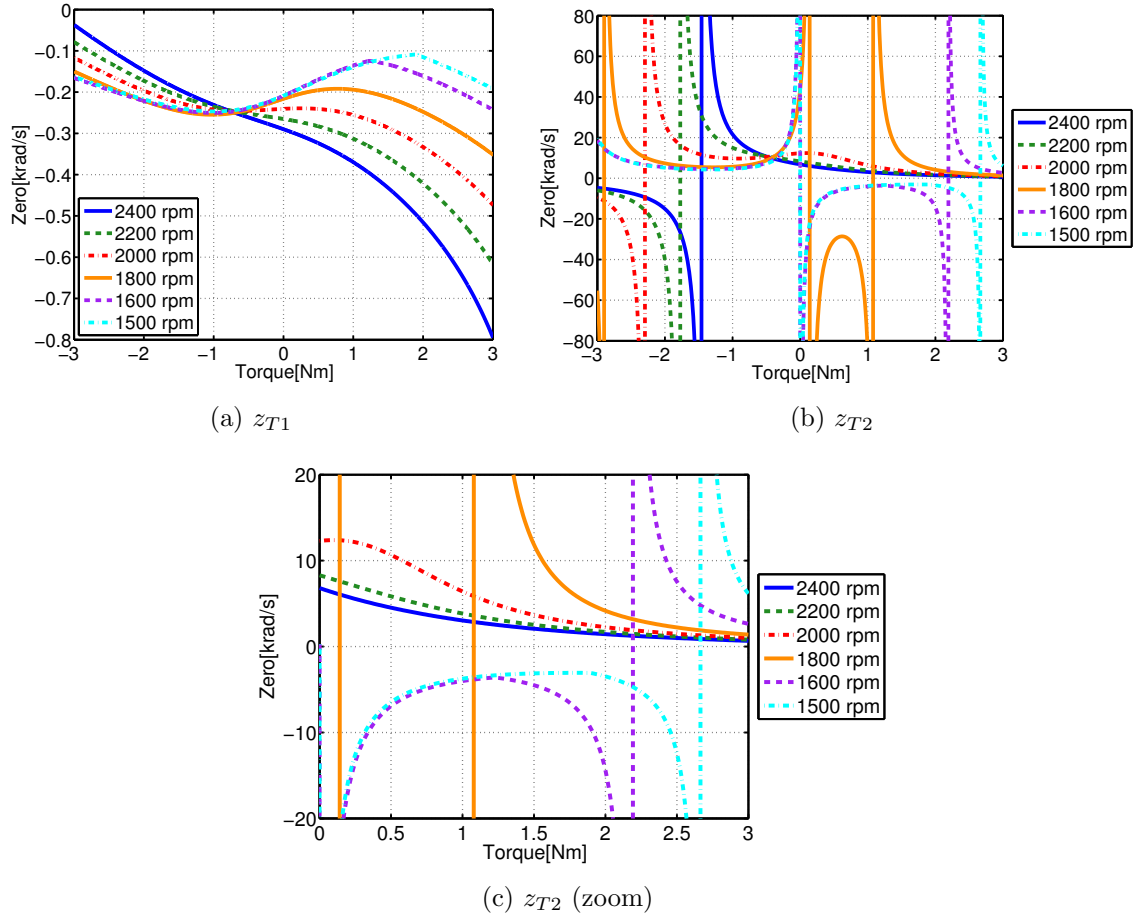 0
−0.1
−0.2
−0.3
−0.4
−0.5
−0.6
−0.7
−0.8
Zero[krad/s]
2400 rpm
2200 rpm
2000 rpm
1800 rpm
1600 rpm
1500 rpm
−3 −2 −1 0 1 2 3
Torque[Nm]
(a) zT1
80
60
40
20
0
−20
−40
−60
−80
Zero[krad/s]
−3 −2 −1 0 1 2 3
Torque[Nm]
2400 rpm
2200 rpm
2000 rpm
1800 rpm
1600 rpm
1500 rpm
(b) zT2
20
10
0
−10
−20
Zero[krad/s]
0 0.5 1 1.5 2 2.5 3
Torque[Nm]
2400 rpm
2200 rpm
2000 rpm
1800 rpm
1600 rpm
1500 rpm
(c) zT2 (zoom)